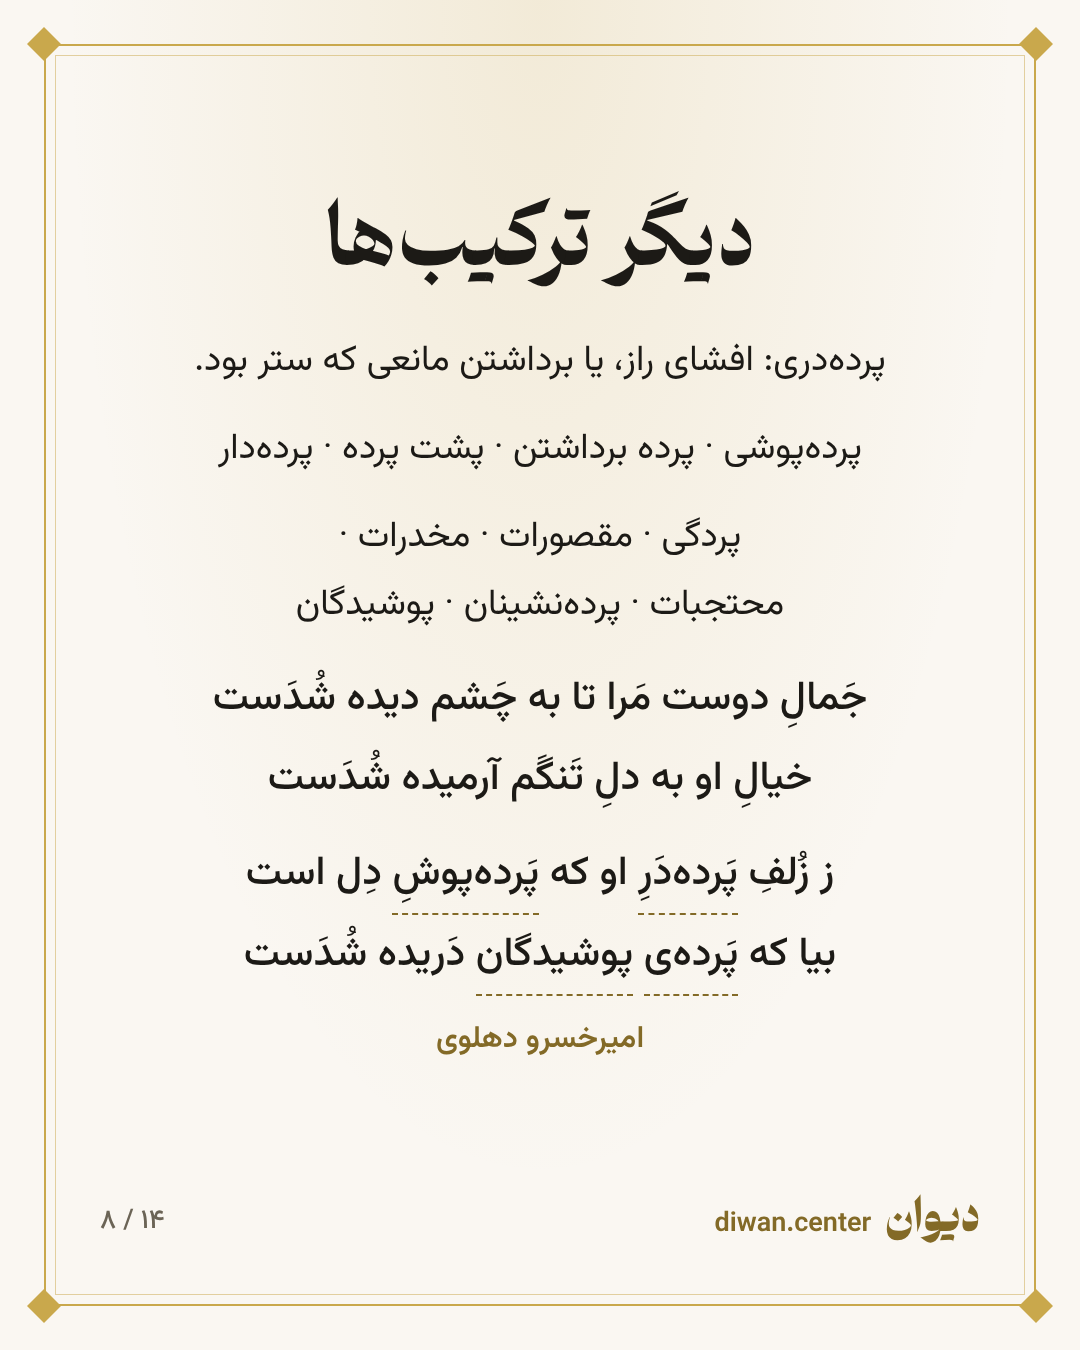 دیگر ترکیب‌ها
پرده‌دری: افشای راز، یا برداشتن مانعی که ستر بود.
پرده‌پوشی · پرده برداشتن · پشت پرده · پرده‌دار
پردگی · مقصورات · مخدرات ·
محتجبات · پرده‌نشینان · پوشیدگان
جَمالِ دوست مَرا تا به چَشم دیده شُدَست
خیالِ او به دلِ تَنگَم آرمیده شُدَست
ز زُلفِ پَرده‌دَرِ او که پَرده‌پوشِ دِل است
بیا که پَرده‌ی پوشیدگان دَریده شُدَست
امیرخسرو دهلوی
دیوان diwan.center
۸ / ۱۴